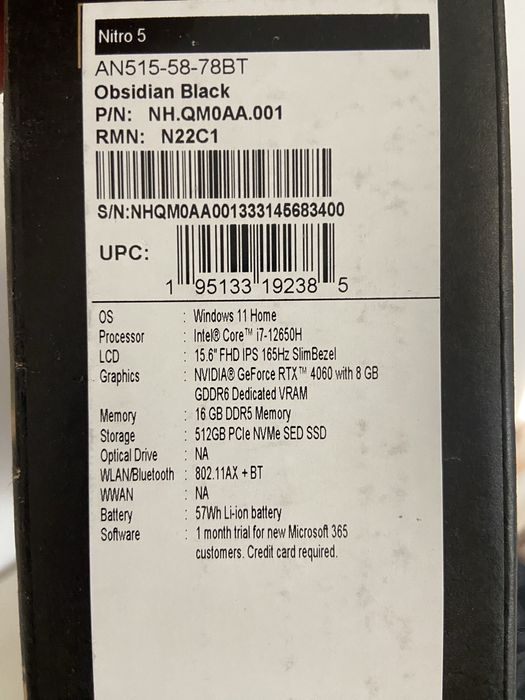 Nitro 5
AN515-58-78BT
Obsidian Black
P/N: NH.QM0AA.001
RMN: N22C1
S/N:NHQM0AA001333145683400
UPC:
1 95133 19238 5
OS : Windows 11 Home
Processor : Intel® Core™ i7-12650H
LCD : 15.6" FHD IPS 165Hz SlimBezel
Graphics : NVIDIA® GeForce RTX™ 4060 with 8 GB
GDDR6 Dedicated VRAM
Memory : 16 GB DDR5 Memory
Storage : 512GB PCIe NVMe SED SSD
Optical Drive : NA
WLAN/Bluetooth : 802.11AX + BT
WWAN : NA
Battery : 57Wh Li-ion battery
Software : 1 month trial for new Microsoft 365
customers. Credit card required.